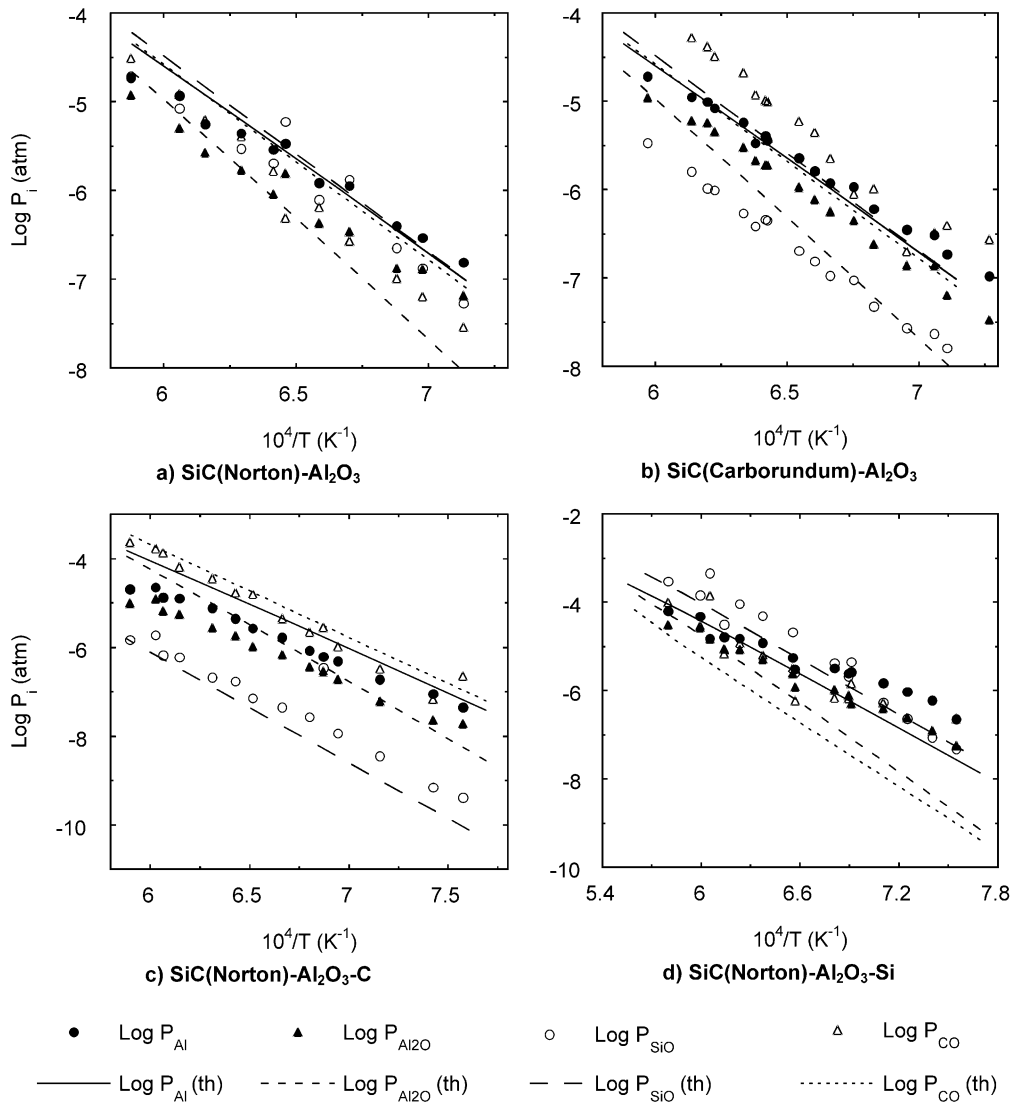 -4
-5
-6
-7
-8
Log P_i (atm)
6
6.5
7
10^4/T (K^-1)
a) SiC(Norton)-Al₂O₃
-4
-5
-6
-7
-8
6
6.5
7
10^4/T (K^-1)
b) SiC(Carborundum)-Al₂O₃
-4
-6
-8
-10
Log P_i (atm)
6
6.5
7
7.5
10^4/T (K^-1)
c) SiC(Norton)-Al₂O₃-C
-2
-4
-6
-8
-10
5.4
6
6.6
7.2
7.8
10^4/T (K^-1)
d) SiC(Norton)-Al₂O₃-Si
Log P_Al Log P_Al2O Log P_SiO Log P_CO
Log P_Al (th) Log P_Al2O (th) Log P_SiO (th) Log P_CO (th)